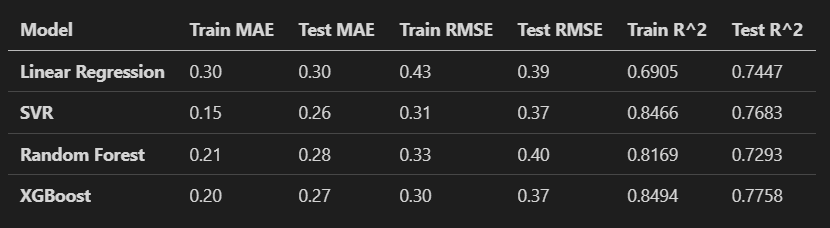 Model Train MAE Test MAE Train RMSE Test RMSE Train R^2 Test R^2
Linear Regression 0.30 0.30 0.43 0.39 0.6905 0.7447
SVR 0.15 0.26 0.31 0.37 0.8466 0.7683
Random Forest 0.21 0.28 0.33 0.40 0.8169 0.7293
XGBoost 0.20 0.27 0.30 0.37 0.8494 0.7758